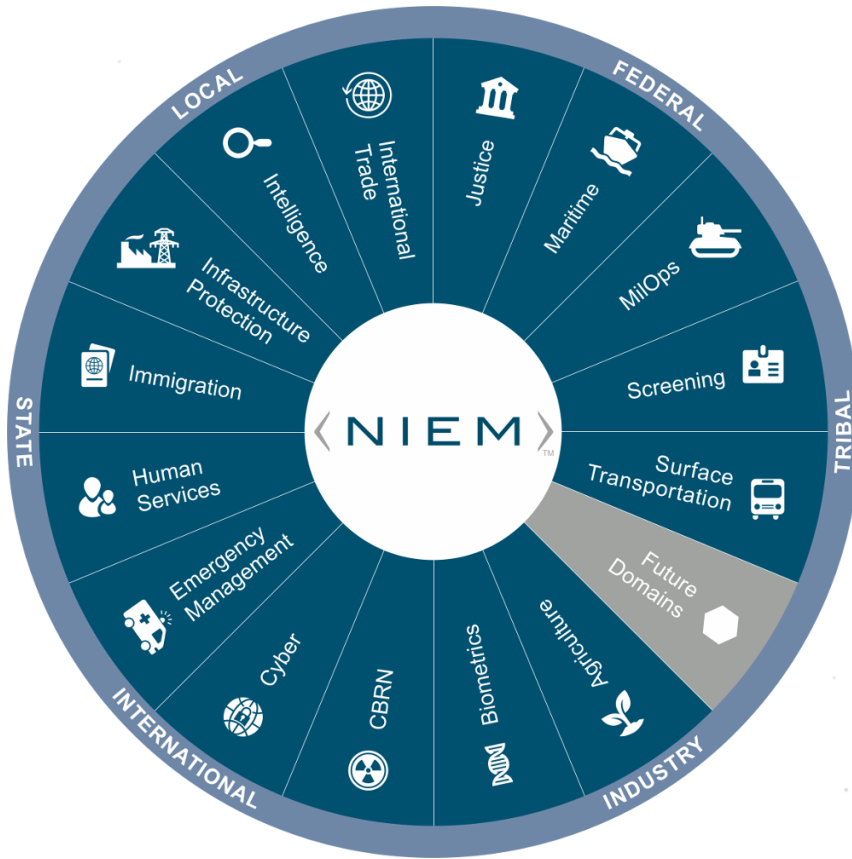 LOCAL
FEDERAL
TRIBAL
INDUSTRY
INTERNATIONAL
STATE
International
Trade
Justice
Maritime
MilOps
Screening
Surface
Transportation
Future
Domains
Agriculture
Biometrics
CBRN
Cyber
Emergency
Management
Human
Services
Immigration
Infrastructure
Protection
Intelligence
NIEM
TM